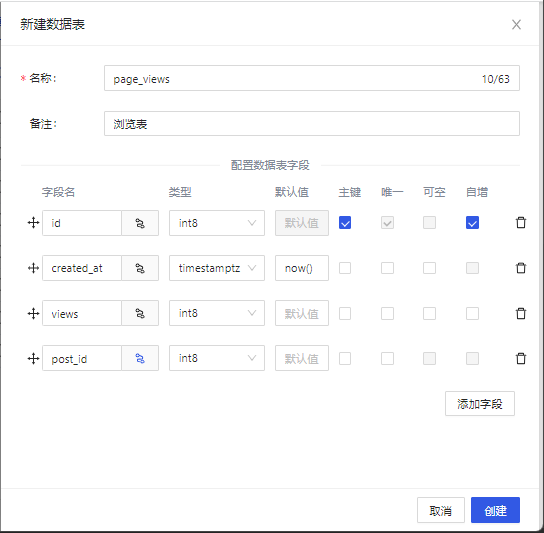 新建数据表
* 名称： page_views 10/63
备注： 浏览表
配置数据表字段
字段名 类型 默认值 主键 唯一 可空 自增
id int8 默认值
created_at timestamptz now()
views int8 默认值
post_id int8 默认值
添加字段
取消 创建